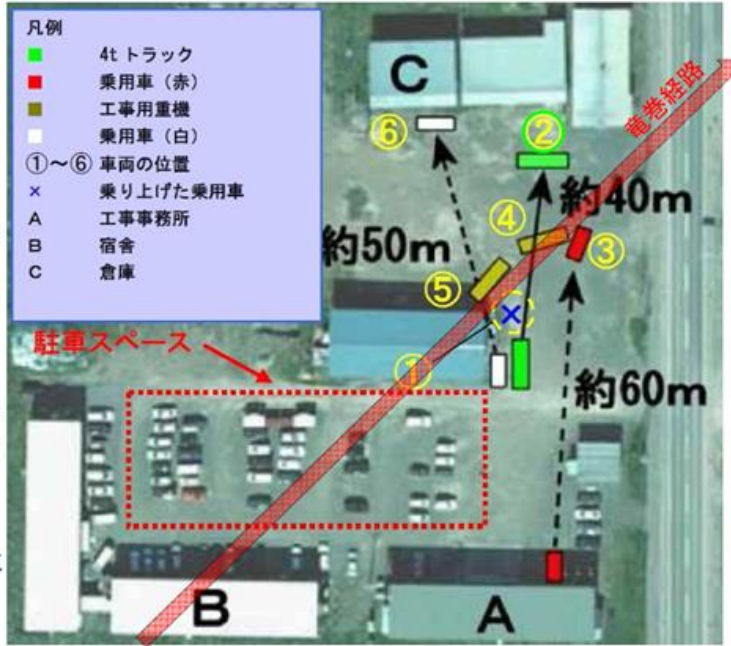 凡例
4t トラック
乗用車（赤）
工事用重機
乗用車（白）
①～⑥ 車両の位置
× 乗り上げた乗用車
A 工事事務所
B 宿舎
C 倉庫
C
竜巻経路
⑥
②
約40m
④
③
約50m
⑤
×
駐車スペース
①
約60m
B
A